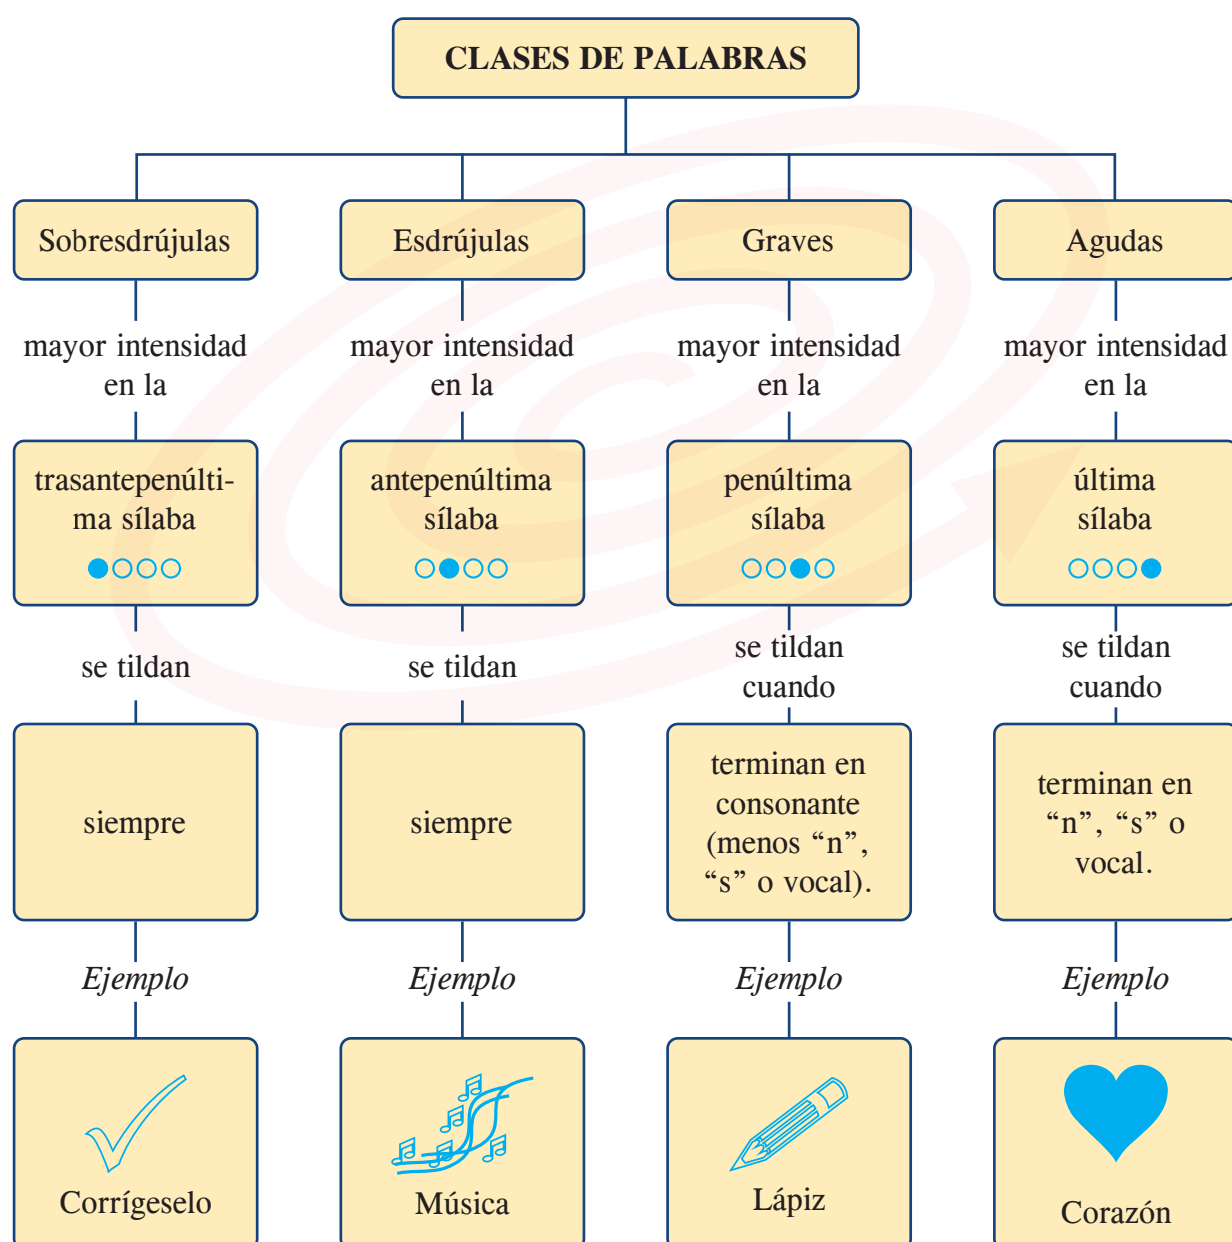 CLASES DE PALABRAS
Sobresdrújulas
Esdrújulas
Graves
Agudas
mayor intensidad
en la
mayor intensidad
en la
mayor intensidad
en la
mayor intensidad
en la
trasantepenúlti-
ma sílaba
antepenúltima
sílaba
penúltima
sílaba
última
sílaba
se tildan
se tildan
se tildan
cuando
se tildan
cuando
siempre
siempre
terminan en
consonante
(menos “n”,
“s” o vocal).
terminan en
“n”, “s” o
vocal.
Ejemplo
Ejemplo
Ejemplo
Ejemplo
Corrígeselo
Música
Lápiz
Corazón